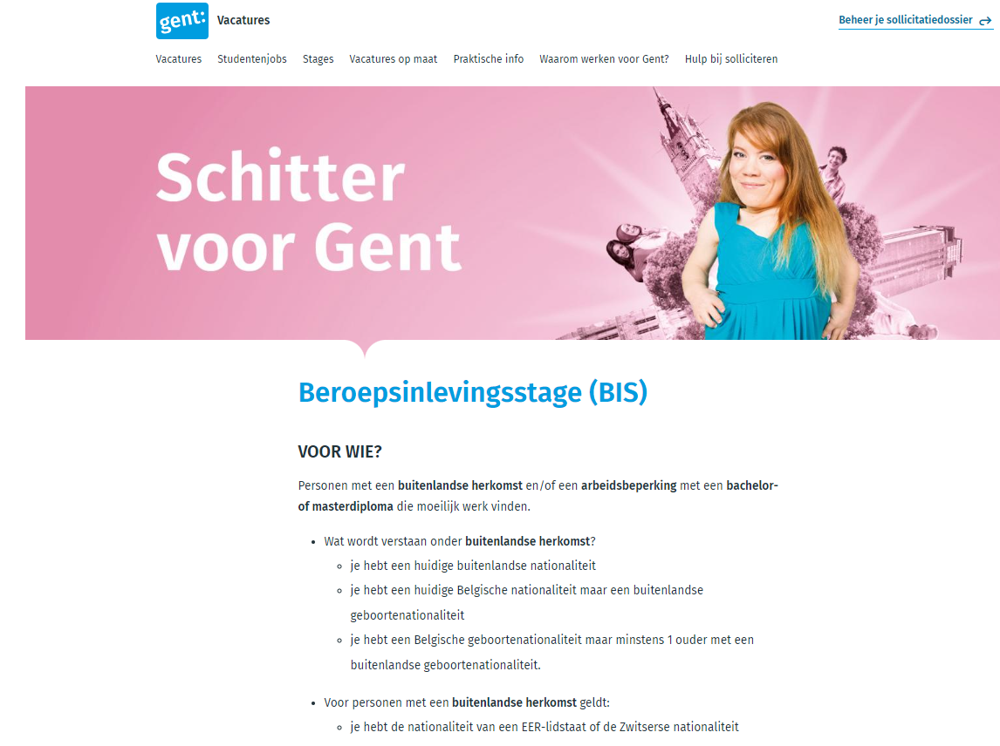 gent: Vacatures
Beheer je sollicitatiedossier
Vacatures Studentenjobs Stages Vacatures op maat Praktische info Waarom werken voor Gent? Hulp bij solliciteren
Schitter
voor Gent
Beroepsinlevingsstage (BIS)
VOOR WIE?
Personen met een buitenlandse herkomst en/of een arbeidsbeperking met een bachelor-
of masterdiploma die moeilijk werk vinden.
Wat wordt verstaan onder buitenlandse herkomst?
je hebt een huidige buitenlandse nationaliteit
je hebt een huidige Belgische nationaliteit maar een buitenlandse
geboortenationaliteit
je hebt een Belgische geboortenationaliteit maar minstens 1 ouder met een
buitenlandse geboortenationaliteit.
Voor personen met een buitenlandse herkomst geldt:
je hebt de nationaliteit van een EER-lidstaat of de Zwitserse nationaliteit